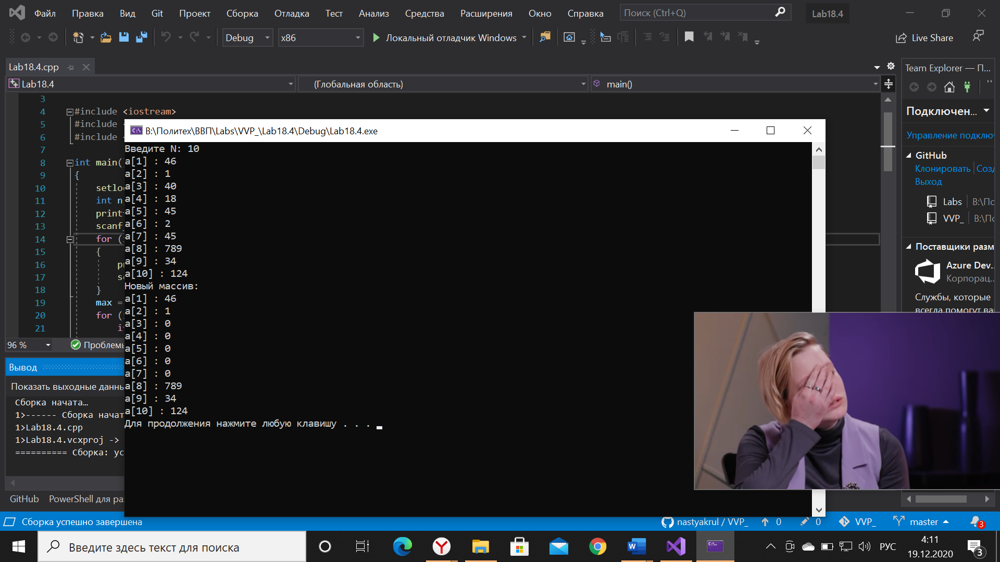 Файл Правка Вид Git Проект Сборка Отладка Тест Анализ Средства Расширения Окно Справка Поиск (Ctrl+Q) Lab18.4
Debug x86 Локальный отладчик Windows Live Share
Lab18.4.cpp
Lab18.4 (Глобальная область) main()
Team Explorer — П...
Подключен...
Управление подклю
GitHub
Клонировать Созд
Выход
Labs В:\По
VVP_ В:\По
Поставщики разм
Azure Dev...
Корпорац...
Службы, которые
всегда помогут ва
3
4 #include <iostream>
5 #include
6 #include
7
8 int main(
9 {
10 setloc
11 int n
12 print
13 scanf_
14 for (
15 {
16 pr
17 sc
18 }
19 max =
20 for (
21 if
96 % Проблемы
B:\Политех\ВВП\Labs\VVP_\Lab18.4\Debug\Lab18.4.exe
Введите N: 10
a[1] : 46
a[2] : 1
a[3] : 40
a[4] : 18
a[5] : 45
a[6] : 2
a[7] : 45
a[8] : 789
a[9] : 34
a[10] : 124
Новый массив:
a[1] : 46
a[2] : 1
a[3] : 0
a[4] : 0
a[5] : 0
a[6] : 0
a[7] : 0
a[8] : 789
a[9] : 34
a[10] : 124
Для продолжения нажмите любую клавишу . . .
Вывод
Показать выходные данны
Сборка начата…
1>------ Сборка начат
1>Lab18.4.cpp
1>Lab18.4.vcxproj ->
========== Сборка: ус
GitHub PowerShell для ра
Сборка успешно завершена nastyakrul / VVP_ 0 0 VVP_ master 3
Введите здесь текст для поиска РУС 4:11
19.12.2020 3